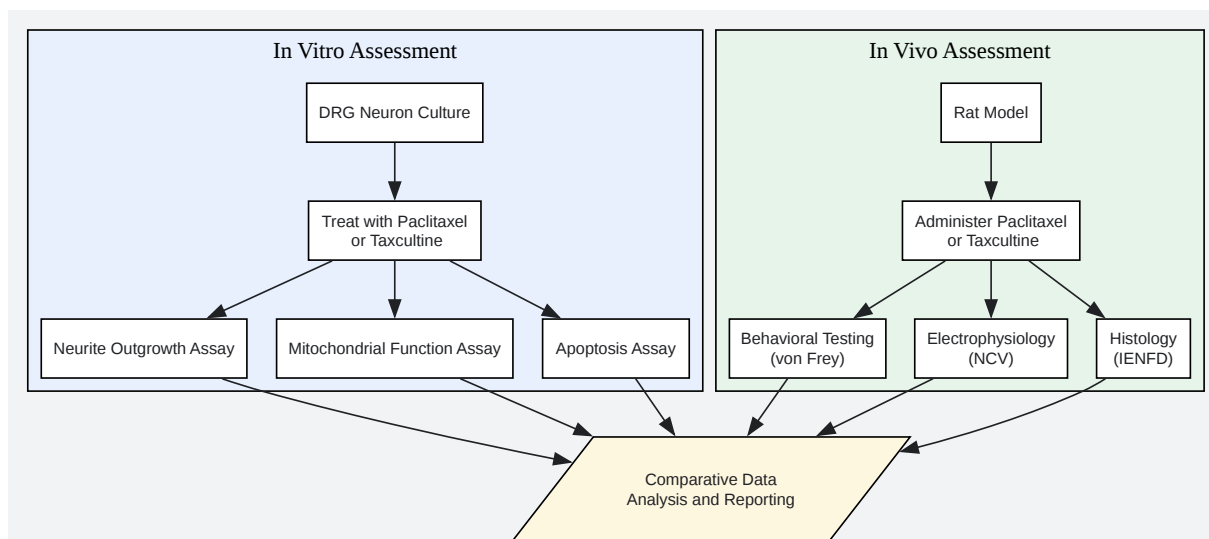 In Vitro Assessment
DRG Neuron Culture
Treat with Paclitaxel
or Taxcultine
Neurite Outgrowth Assay
Mitochondrial Function Assay
Apoptosis Assay
In Vivo Assessment
Rat Model
Administer Paclitaxel
or Taxcultine
Behavioral Testing
(von Frey)
Electrophysiology
(NCV)
Histology
(IENFD)
Comparative Data
Analysis and Reporting